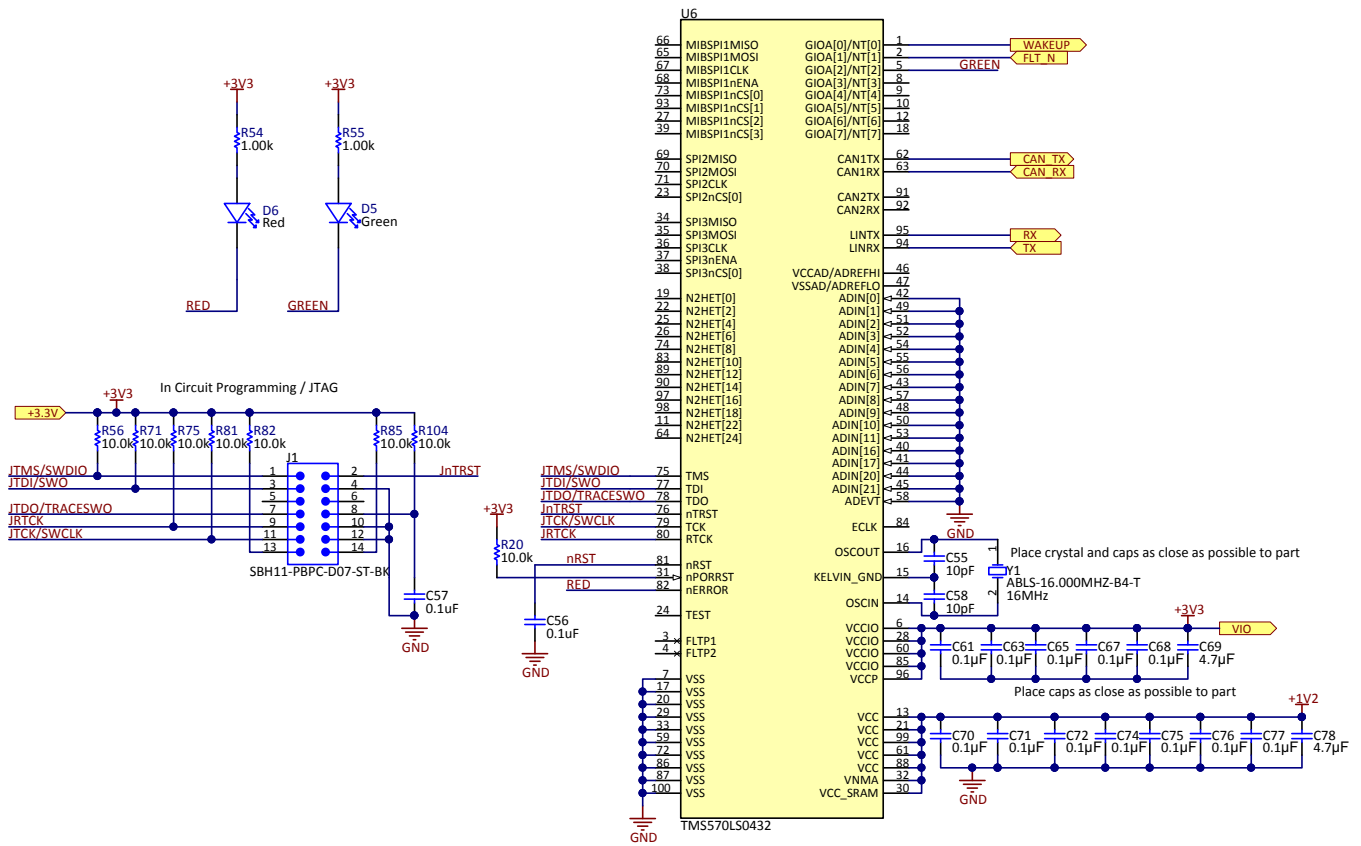 +3V3
R54
1.00k
D6
Red
RED
+3V3
R55
1.00k
D5
Green
GREEN
In Circuit Programming / JTAG
+3.3V
+3V3
R56
10.0k
R71
10.0k
R75
10.0k
R81
10.0k
R82
10.0k
R85
10.0k
R104
10.0k
J1
JTMS/SWDIO
JTDI/SWO
JTDO/TRACESWO
JRTCK
JTCK/SWCLK
1
3
5
7
9
11
13
2
4
6
8
10
12
14
JnTRST
SBH11-PBPC-D07-ST-BK
C57
0.1uF
GND
+3V3
R20
10.0k
C56
0.1uF
GND
JTMS/SWDIO
JTDI/SWO
JTDO/TRACESWO
JnTRST
JTCK/SWCLK
JRTCK
nRST
RED
U6
66 MIBSPI1MISO
65 MIBSPI1MOSI
67 MIBSPI1CLK
68 MIBSPI1nENA
73 MIBSPI1nCS[0]
93 MIBSPI1nCS[1]
27 MIBSPI1nCS[2]
39 MIBSPI1nCS[3]
69 SPI2MISO
70 SPI2MOSI
71 SPI2CLK
23 SPI2nCS[0]
34 SPI3MISO
35 SPI3MOSI
36 SPI3CLK
37 SPI3nENA
38 SPI3nCS[0]
19 N2HET[0]
22 N2HET[2]
25 N2HET[4]
26 N2HET[6]
74 N2HET[8]
83 N2HET[10]
89 N2HET[12]
90 N2HET[14]
97 N2HET[16]
98 N2HET[18]
11 N2HET[22]
64 N2HET[24]
75 TMS
77 TDI
78 TDO
76 nTRST
79 TCK
80 RTCK
81 nRST
31 nPORRST
82 nERROR
24 TEST
3 FLTP1
4 FLTP2
7 VSS
17 VSS
20 VSS
29 VSS
33 VSS
59 VSS
72 VSS
86 VSS
87 VSS
100 VSS
GND
TMS570LS0432
GIOA[0]/NT[0] 1 WAKEUP
GIOA[1]/NT[1] 2 FLT_N
GIOA[2]/NT[2] 5 GREEN
GIOA[3]/NT[3] 8
GIOA[4]/NT[4] 9
GIOA[5]/NT[5] 10
GIOA[6]/NT[6] 12
GIOA[7]/NT[7] 18
CAN1TX 62 CAN_TX
CAN1RX 63 CAN_RX
CAN2TX 91
CAN2RX 92
LINTX 95 RX
LINRX 94 TX
VCCAD/ADREFHI 46
VSSAD/ADREFLO 47
ADIN[0] 42
ADIN[1] 49
ADIN[2] 51
ADIN[3] 52
ADIN[4] 54
ADIN[5] 55
ADIN[6] 56
ADIN[7] 43
ADIN[8] 57
ADIN[9] 48
ADIN[10] 50
ADIN[11] 53
ADIN[16] 40
ADIN[17] 41
ADIN[20] 44
ADIN[21] 45
ADEVT 58
GND
ECLK 84
OSCOUT 16
KELVIN_GND 15
OSCIN 14
C55
10pF
C58
10pF
1
2
Place crystal and caps as close as possible to part
Y1
ABLS-16.000MHZ-B4-T
16MHz
+3V3
VIO
VCCIO 6
VCCIO 28
VCCIO 60
VCCIO 85
VCCP 96
C61
0.1µF
C63
0.1µF
C65
0.1µF
C67
0.1µF
C68
0.1µF
C69
4.7µF
Place caps as close as possible to part
+1V2
VCC 13
VCC 21
VCC 99
VCC 61
VCC 88
VNMA 32
VCC_SRAM 30
C70
0.1µF
C71
0.1µF
C72
0.1µF
C74
0.1µF
C75
0.1µF
C76
0.1µF
C77
0.1µF
C78
4.7µF
GND